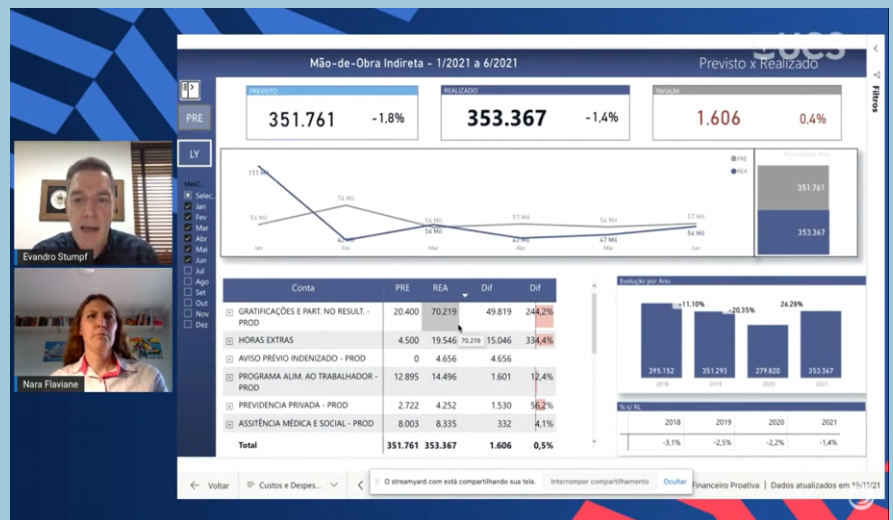 UCS
Mão-de-Obra Indireta - 1/2021 a 6/2021
Previsto x Realizado
Filtros
PREVISTO
351.761 -1,8%
REALIZADO
353.367 -1,4%
Variação
1.606 0,4%
PRE
LY
Selec.
Jan
Fev
Mar
Abr
Mai
Jun
Jul
Ago
Set
Out
Nov
Dez
PRE
REA
111 Mil
54 Mil
74 Mil
54 Mil
56 Mil
57 Mil
47 Mil
54 Mil
47 Mil
57 Mil
54 Mil
Jan Fev Mar Abr Mai Jun
Acumulado Ano
351.761
353.367
Evandro Stumpf
Nara Flaviane
Conta PRE REA Dif Dif
GRATIFICAÇÕES E PART. NO RESULT. - PROD 20.400 70.219 49.819 244,2%
HORAS EXTRAS 4.500 19.546 70.219 15.046 334,4%
AVISO PRÉVIO INDENIZADO - PROD 0 4.656 4.656
PROGRAMA ALIM. AO TRABALHADOR - PROD 12.895 14.496 1.601 12,4%
PREVIDENCIA PRIVADA - PROD 2.722 4.252 1.530 56,2%
ASSITÊNCIA MÉDICA E SOCIAL - PROD 8.003 8.335 332 4,1%
Total 351.761 353.367 1.606 0,5%
Evolução por Ano
-11.10% -20.35% 26.28%
395.152 351.293 279.820 353.367
2018 2019 2020 2021
% s/ RL
2018 2019 2020 2021
-3,1% -2,5% -2,2% -1,4%
Voltar
Custos e Despes...
O streamyard.com está compartilhando sua tela.
Interromper compartilhamento
Ocultar
Financeiro Proativa | Dados atualizados em 19/11/21